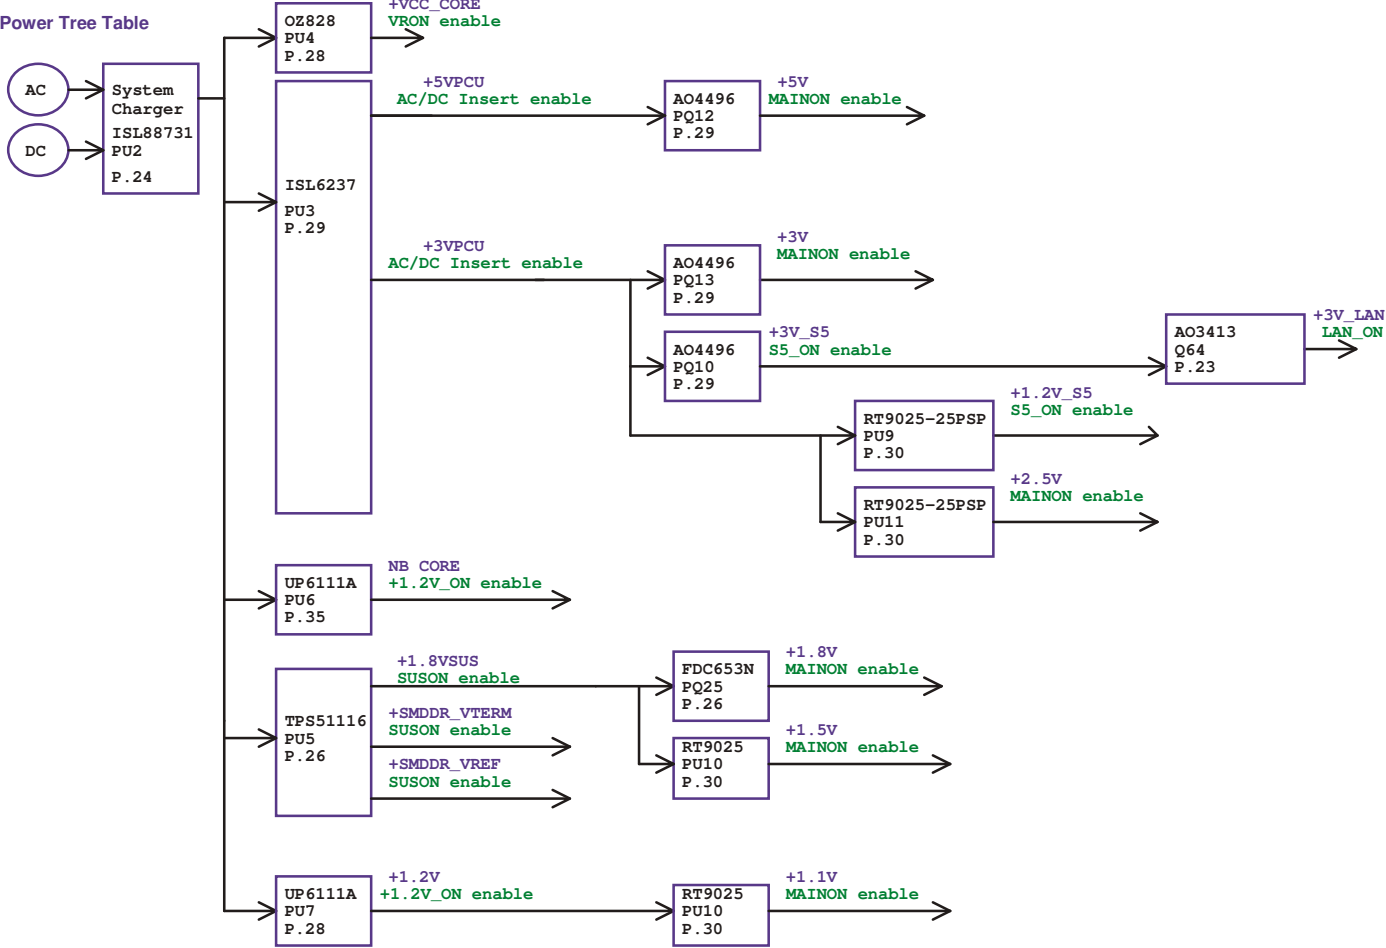 Power Tree Table
AC
DC
System
Charger
ISL88731
PU2
P.24
OZ828
PU4
P.28
+VCC_CORE
VRON enable
ISL6237
PU3
P.29
+5VPCU
AC/DC Insert enable
AO4496
PQ12
P.29
+5V
MAINON enable
+3VPCU
AC/DC Insert enable
AO4496
PQ13
P.29
+3V
MAINON enable
AO4496
PQ10
P.29
+3V_S5
S5_ON enable
AO3413
Q64
P.23
+3V_LAN
LAN_ON
RT9025-25PSP
PU9
P.30
+1.2V_S5
S5_ON enable
RT9025-25PSP
PU11
P.30
+2.5V
MAINON enable
UP6111A
PU6
P.35
NB CORE
+1.2V_ON enable
TPS51116
PU5
P.26
+1.8VSUS
SUSON enable
+SMDDR_VTERM
SUSON enable
+SMDDR_VREF
SUSON enable
FDC653N
PQ25
P.26
+1.8V
MAINON enable
RT9025
PU10
P.30
+1.5V
MAINON enable
UP6111A
PU7
P.28
+1.2V
+1.2V_ON enable
RT9025
PU10
P.30
+1.1V
MAINON enable